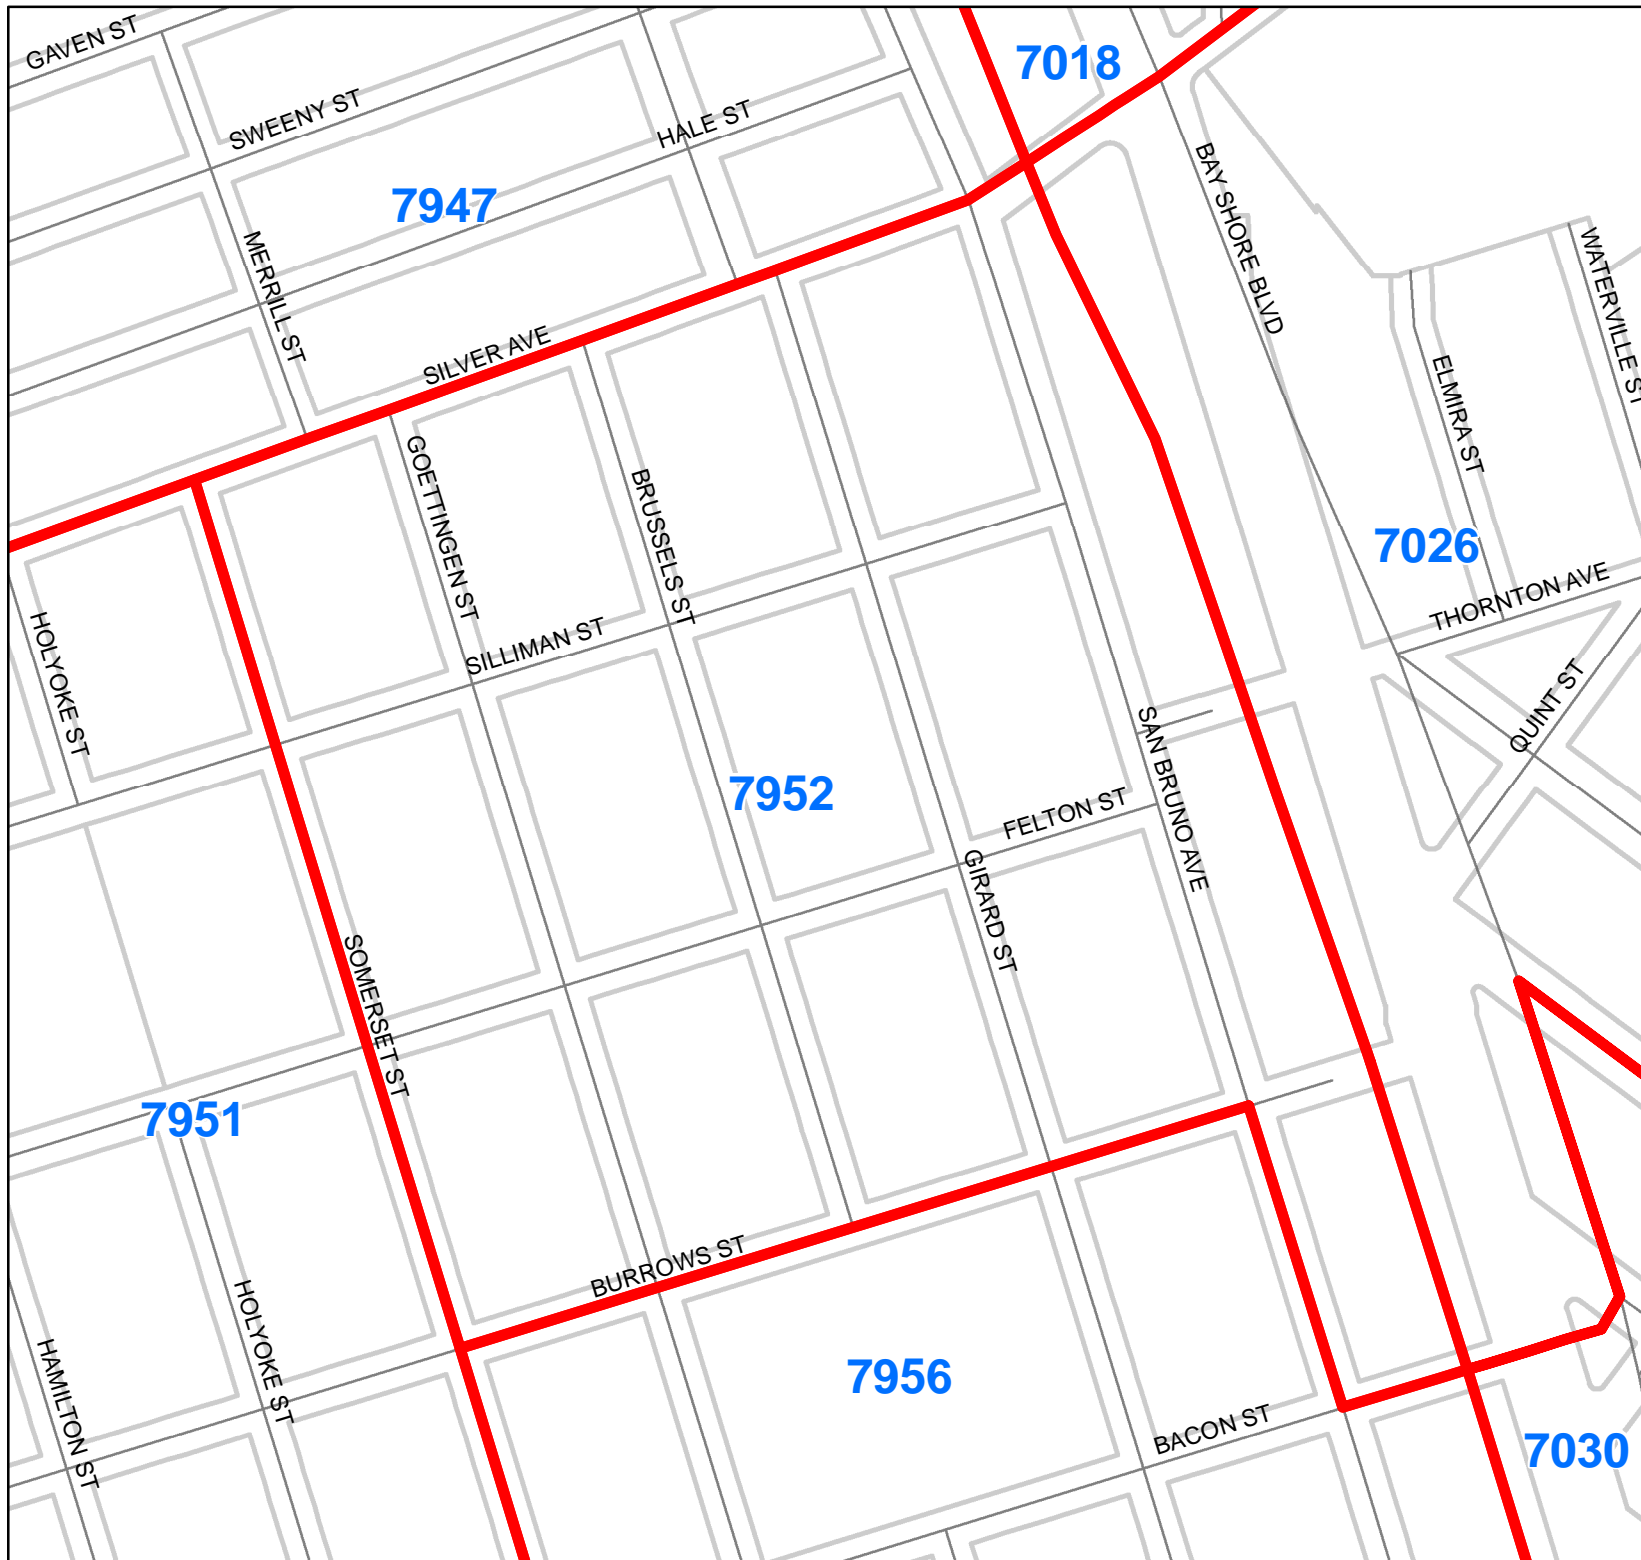 GAVEN ST
7018
SWEENY ST
HALE ST
7947
BAY SHORE BLVD
MERRILL ST
WATERVILLE ST
SILVER AVE
ELMIRA ST
GOETTINGEN ST
BRUSSELS ST
7026
THORNTON AVE
HOLYOKE ST
SILLIMAN ST
QUINT ST
SAN BRUNO AVE
7952
FELTON ST
GIRARD ST
SOMERSET ST
7951
BURROWS ST
HOLYOKE ST
HAMILTON ST
7956
BACON ST
7030